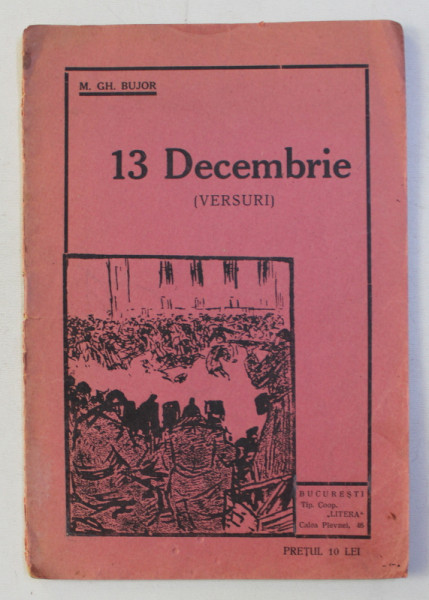 M. GH. BUJOR
13 Decembrie
(VERSURI)
BUCUREȘTI
Tip. Coop.
„LITERA"
Calea Plevnei, 46
PREȚUL 10 LEI